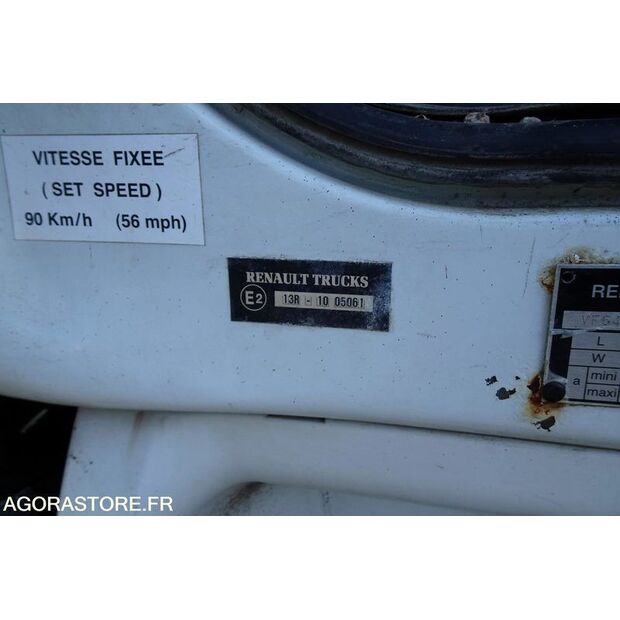 VITESSE FIXEE
(SET SPEED)
90 Km/h (56 mph)
RENAULT TRUCKS
E2 13R - 10 05061
RE
VF6
L
W
a mini
maxi
AGORASTORE.FR